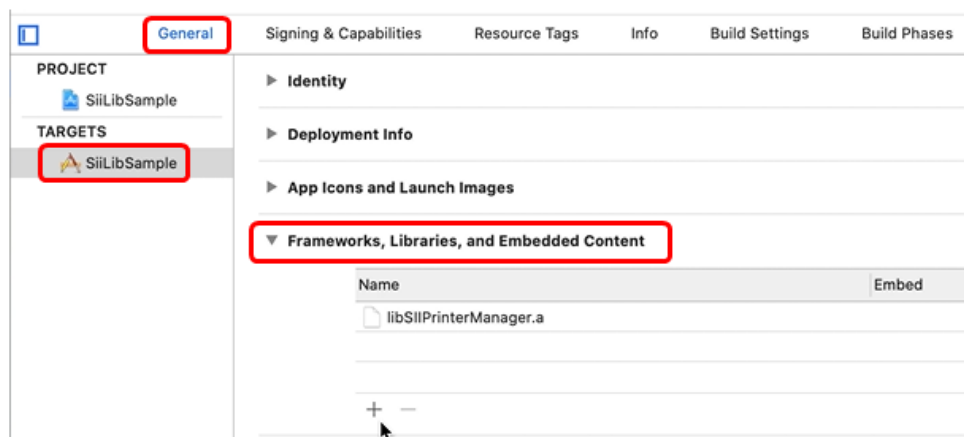 General Signing & Capabilities Resource Tags Info Build Settings Build Phases
PROJECT
SiiLibSample
TARGETS
SiiLibSample
Identity
Deployment Info
App Icons and Launch Images
Frameworks, Libraries, and Embedded Content
Name Embed
libSIIPrinterManager.a